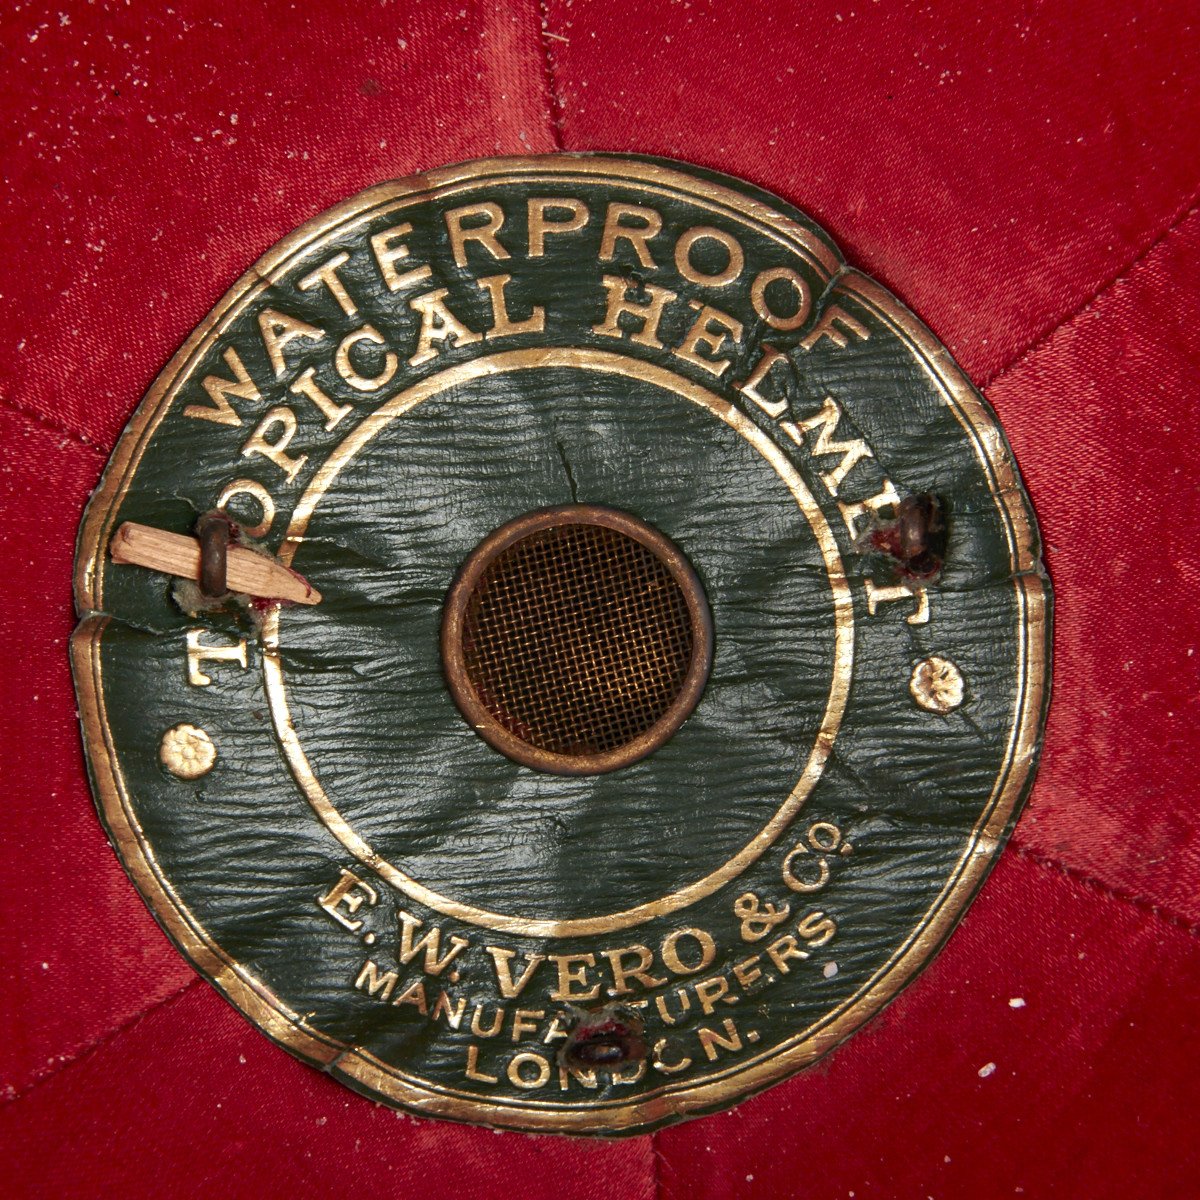 WATERPROOF
TROPICAL HELMET
E. W. VERO & Co.
MANUFACTURERS
LONDON.